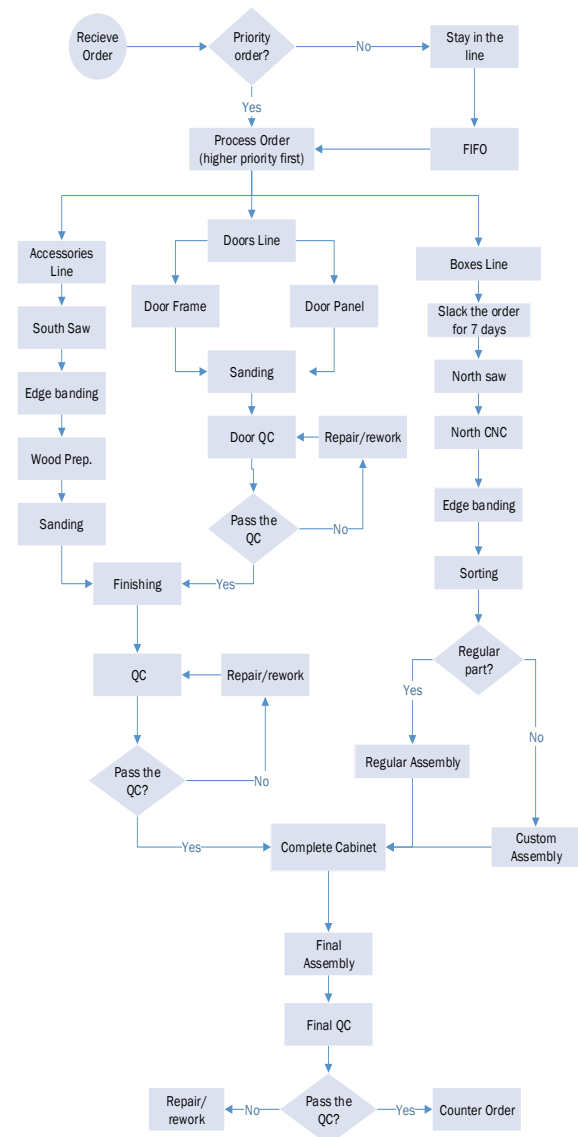 Recieve
Order
Priority
order?
No
Stay in the
line
Yes
Process Order
(higher priority first)
FIFO
Accessories
Line
Doors Line
Boxes Line
South Saw
Door Frame
Door Panel
Slack the order
for 7 days
Edge banding
Sanding
North saw
Wood Prep.
Door QC
Repair/rework
North CNC
Sanding
Pass the
QC
No
Edge banding
Finishing
Yes
Sorting
QC
Repair/rework
Regular
part?
Yes
No
Pass the
QC?
No
Regular Assembly
Yes
Complete Cabinet
Custom
Assembly
Final
Assembly
Final QC
Repair/
rework
No
Pass the
QC?
Yes
Counter Order